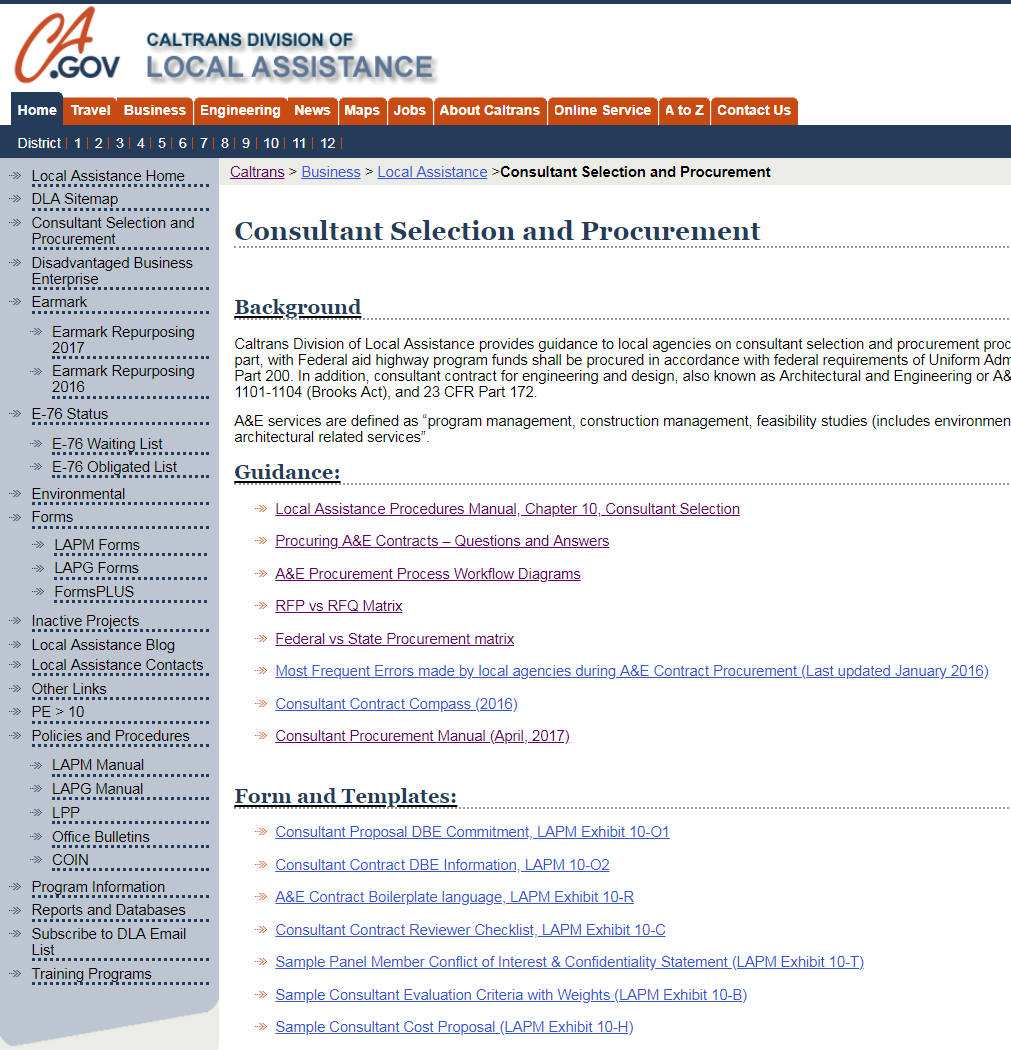 CA
.GOV
CALTRANS DIVISION OF
LOCAL ASSISTANCE
Home Travel Business Engineering News Maps Jobs About Caltrans Online Service A to Z Contact Us
District | 1 | 2 | 3 | 4 | 5 | 6 | 7 | 8 | 9 | 10 | 11 | 12 |
Local Assistance Home
DLA Sitemap
Consultant Selection and
Procurement
Disadvantaged Business
Enterprise
Earmark
Earmark Repurposing
2017
Earmark Repurposing
2016
E-76 Status
E-76 Waiting List
E-76 Obligated List
Environmental
Forms
LAPM Forms
LAPG Forms
FormsPLUS
Inactive Projects
Local Assistance Blog
Local Assistance Contacts
Other Links
PE > 10
Policies and Procedures
LAPM Manual
LAPG Manual
LPP
Office Bulletins
COIN
Program Information
Reports and Databases
Subscribe to DLA Email
List
Training Programs
Caltrans > Business > Local Assistance >Consultant Selection and Procurement
Consultant Selection and Procurement
Background
Caltrans Division of Local Assistance provides guidance to local agencies on consultant selection and procurement proc
part, with Federal aid highway program funds shall be procured in accordance with federal requirements of Uniform Adm
Part 200. In addition, consultant contract for engineering and design, also known as Architectural and Engineering or A&
1101-1104 (Brooks Act), and 23 CFR Part 172.
A&E services are defined as “program management, construction management, feasibility studies (includes environmen
architectural related services”.
Guidance:
Local Assistance Procedures Manual, Chapter 10, Consultant Selection
Procuring A&E Contracts – Questions and Answers
A&E Procurement Process Workflow Diagrams
RFP vs RFQ Matrix
Federal vs State Procurement matrix
Most Frequent Errors made by local agencies during A&E Contract Procurement (Last updated January 2016)
Consultant Contract Compass (2016)
Consultant Procurement Manual (April, 2017)
Form and Templates:
Consultant Proposal DBE Commitment, LAPM Exhibit 10-O1
Consultant Contract DBE Information, LAPM 10-O2
A&E Contract Boilerplate language, LAPM Exhibit 10-R
Consultant Contract Reviewer Checklist, LAPM Exhibit 10-C
Sample Panel Member Conflict of Interest & Confidentiality Statement (LAPM Exhibit 10-T)
Sample Consultant Evaluation Criteria with Weights (LAPM Exhibit 10-B)
Sample Consultant Cost Proposal (LAPM Exhibit 10-H)